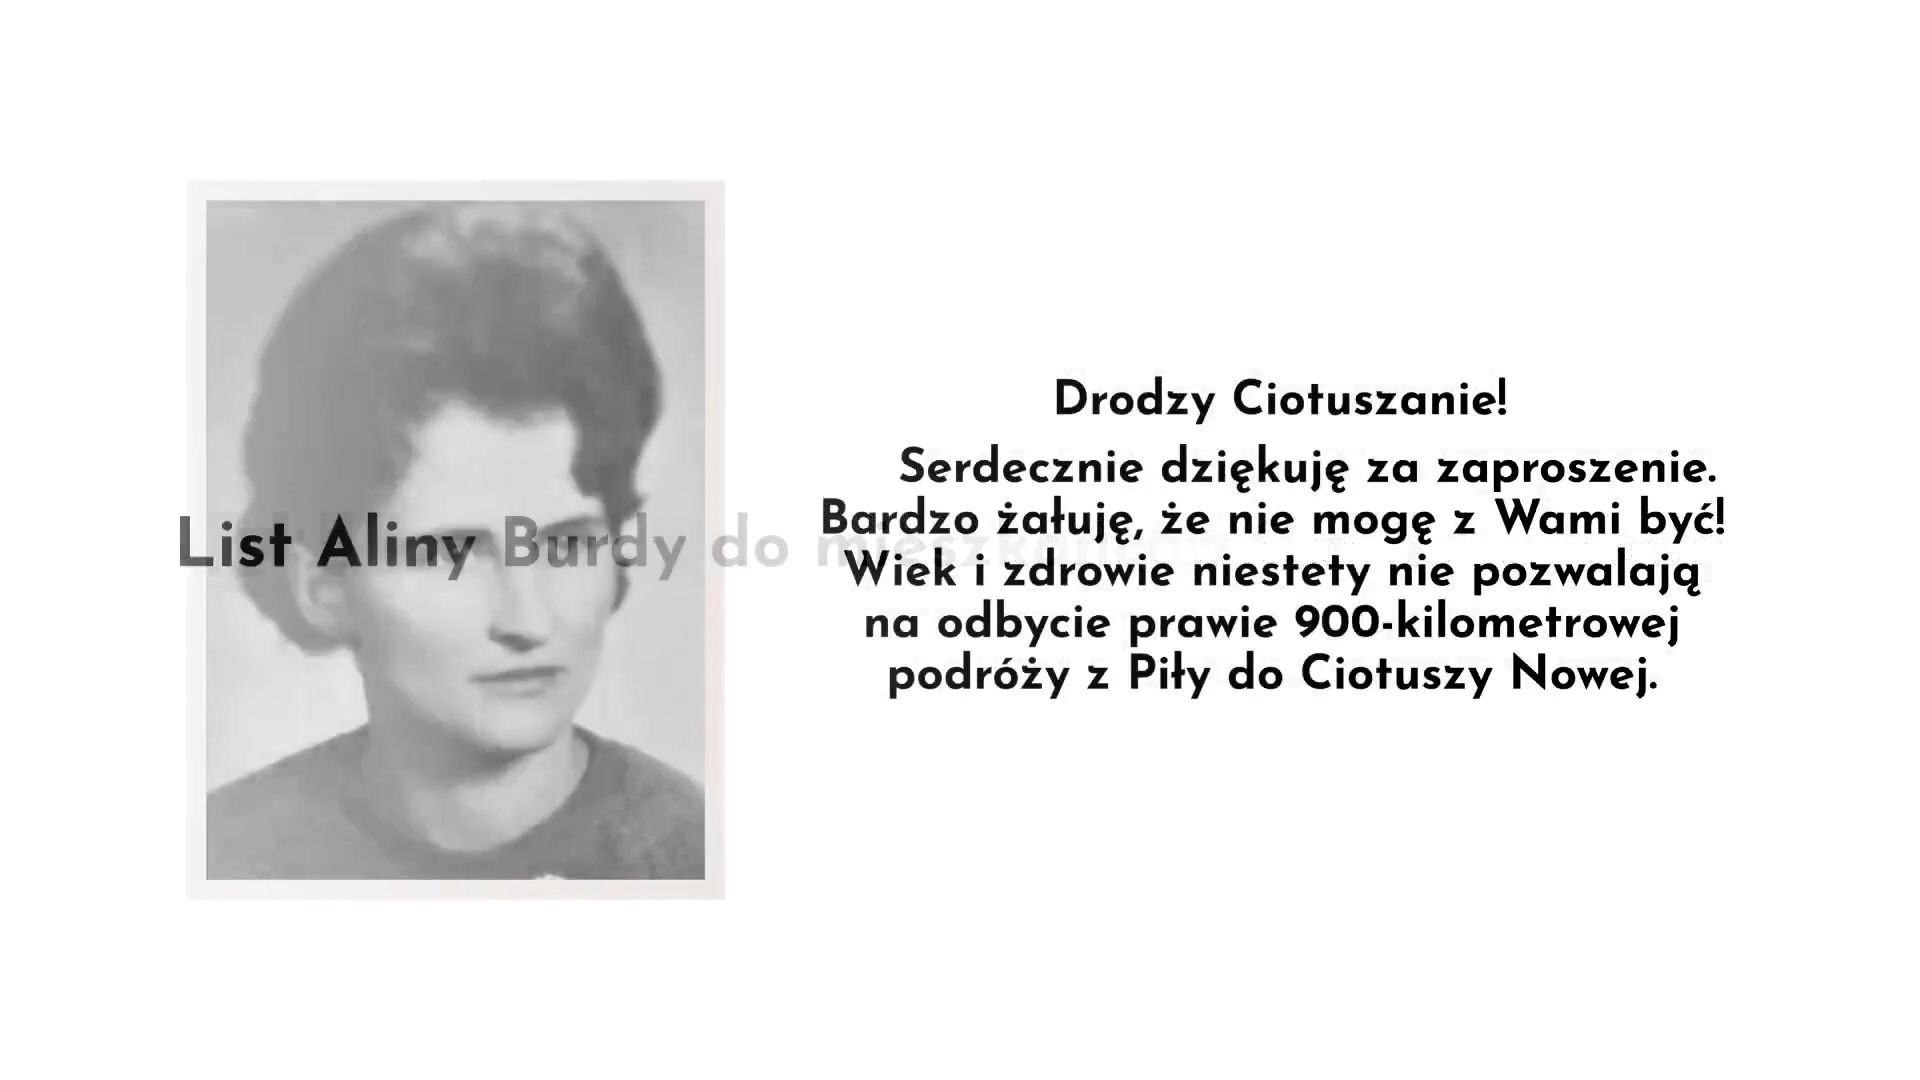 List Aliny Burdy do
Drodzy Ciotuszanie!
Serdecznie dziękuję za zaproszenie.
Bardzo żałuję, że nie mogę z Wami być!
Wiek i zdrowie niestety nie pozwalają
na odbycie prawie 900-kilometrowej
podróży z Piły do Ciotuszy Nowej.